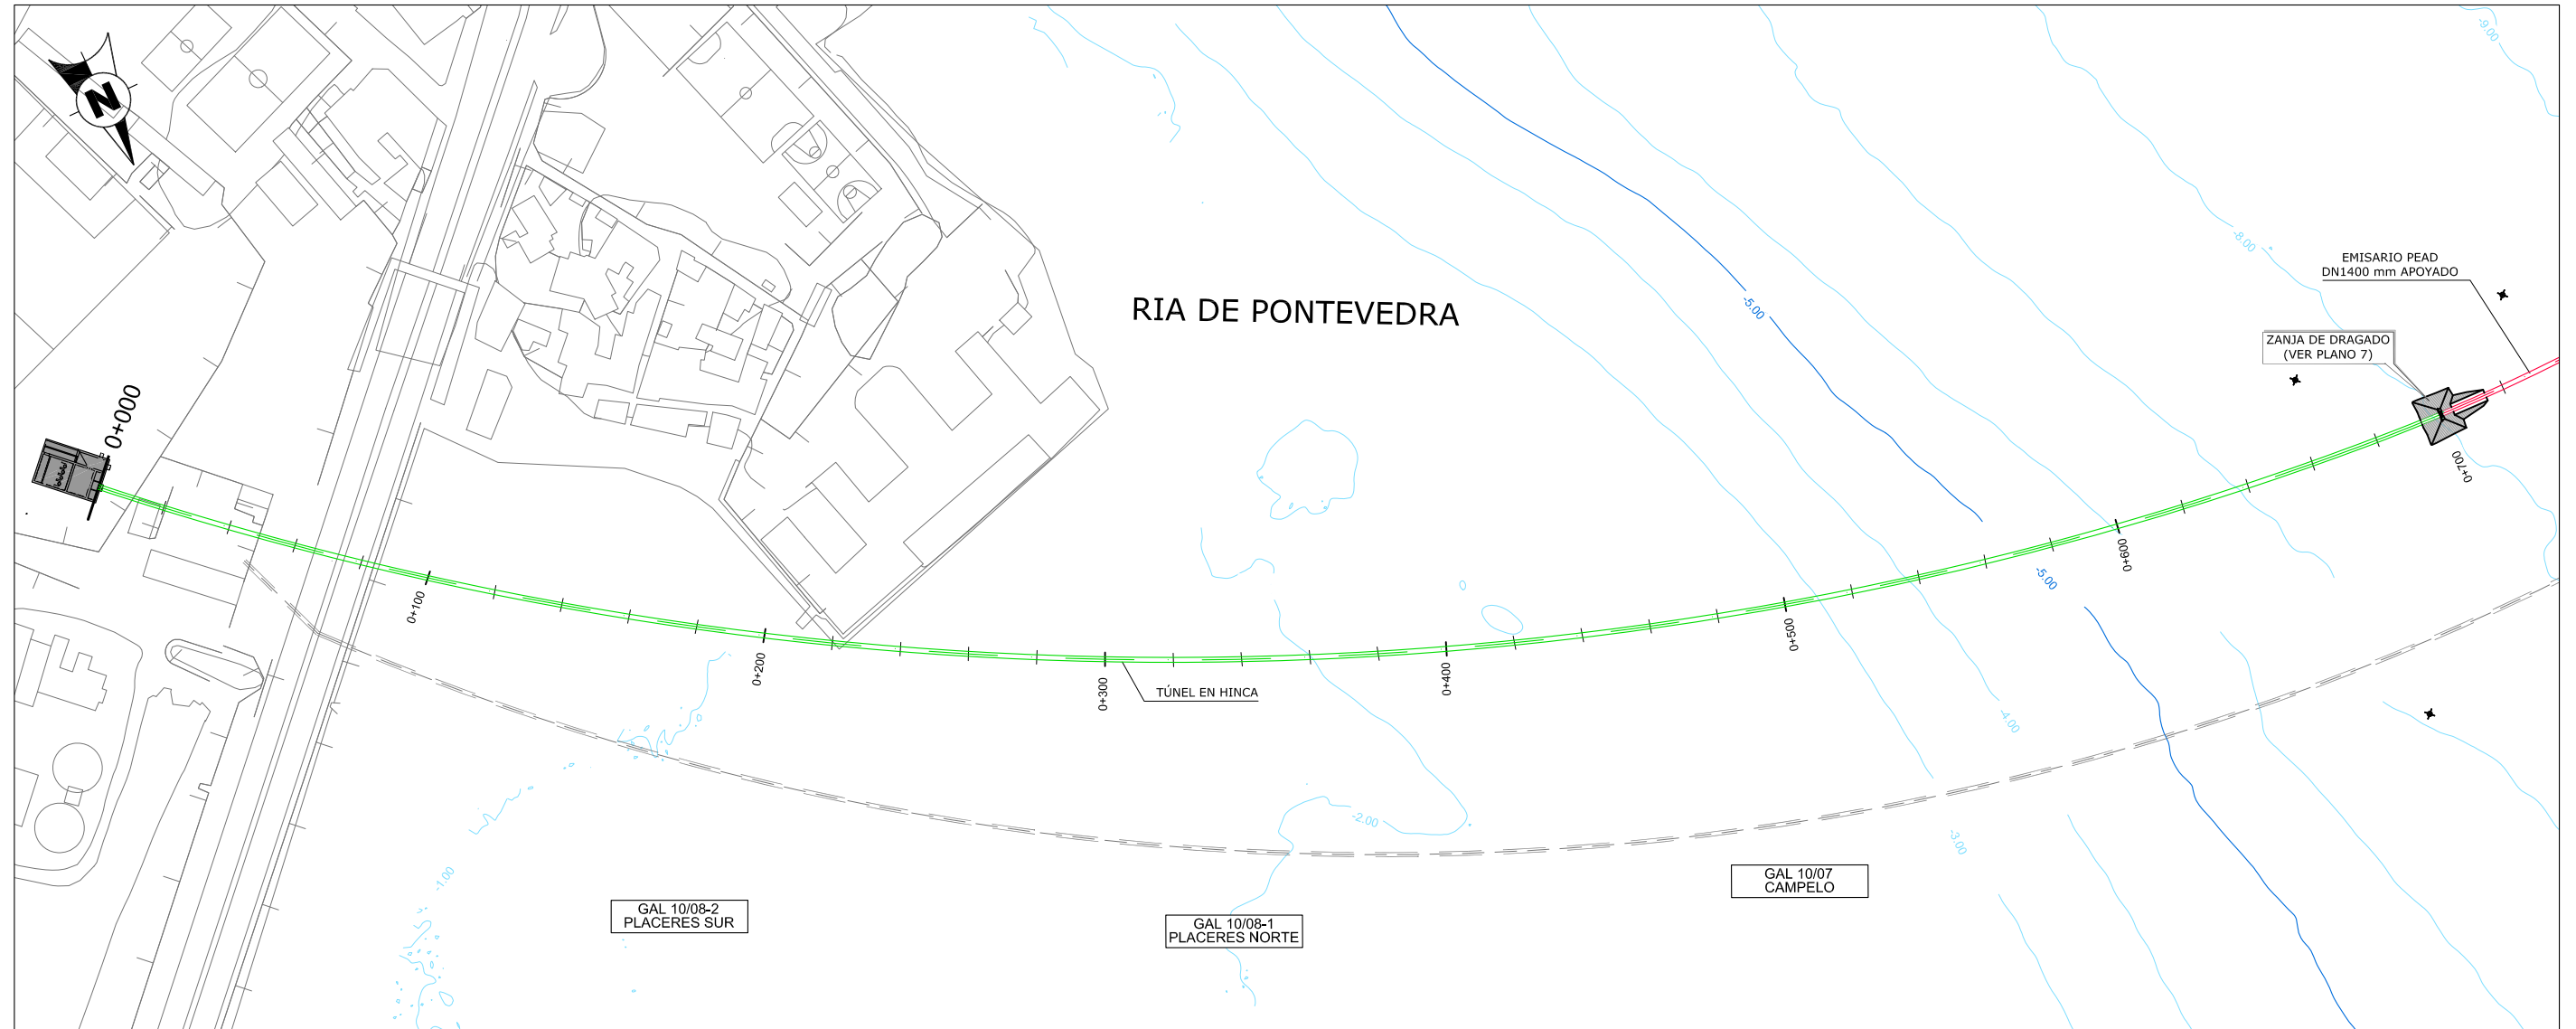 -9.00
N
-8.00
EMISARIO PEAD
DN1400 mm APOYADO
RIA DE PONTEVEDRA
-5.00
ZANJA DE DRAGADO
(VER PLANO 7)
0+000
0+700
0+600
-5.00
0+100
0+500
0+200
0+300
TÚNEL EN HINCA
0+400
-4.00
-2.00
-3.00
-1.00
GAL 10/07
CAMPELO
GAL 10/08-2
PLACERES SUR
GAL 10/08-1
PLACERES NORTE